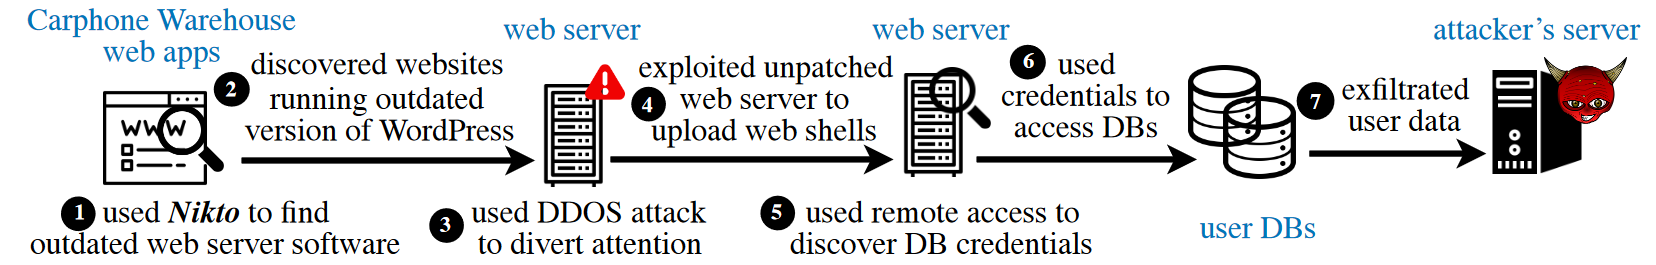 Carphone Warehouse
web apps
WWW
1 used Nikto to find
outdated web server software
2 discovered websites
running outdated
version of WordPress
web server
!
3 used DDOS attack
to divert attention
4 exploited unpatched
web server to
upload web shells
web server
5 used remote access to
discover DB credentials
6 used
credentials to
access DBs
user DBs
7 exfiltrated
user data
attacker's server